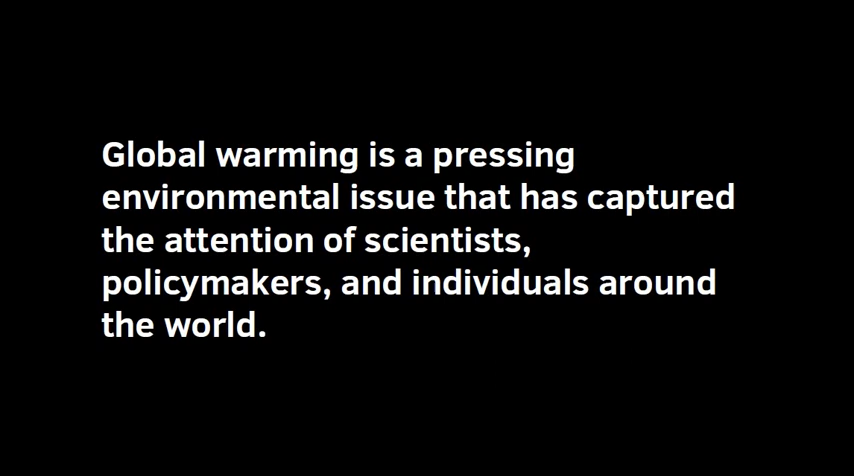 Global warming is a pressing
environmental issue that has captured
the attention of scientists,
policymakers, and individuals around
the world.